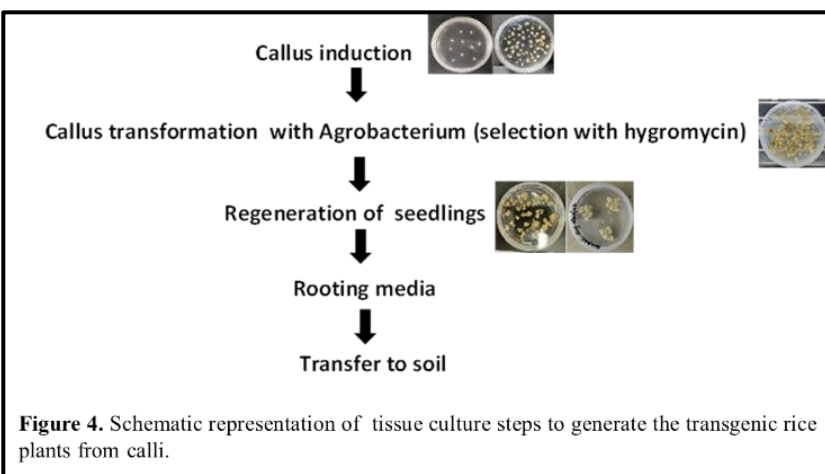 Callus induction
Callus transformation with Agrobacterium (selection with hygromycin)
Regeneration of seedlings
Rooting media
Transfer to soil
Figure 4. Schematic representation of tissue culture steps to generate the transgenic rice
plants from calli.